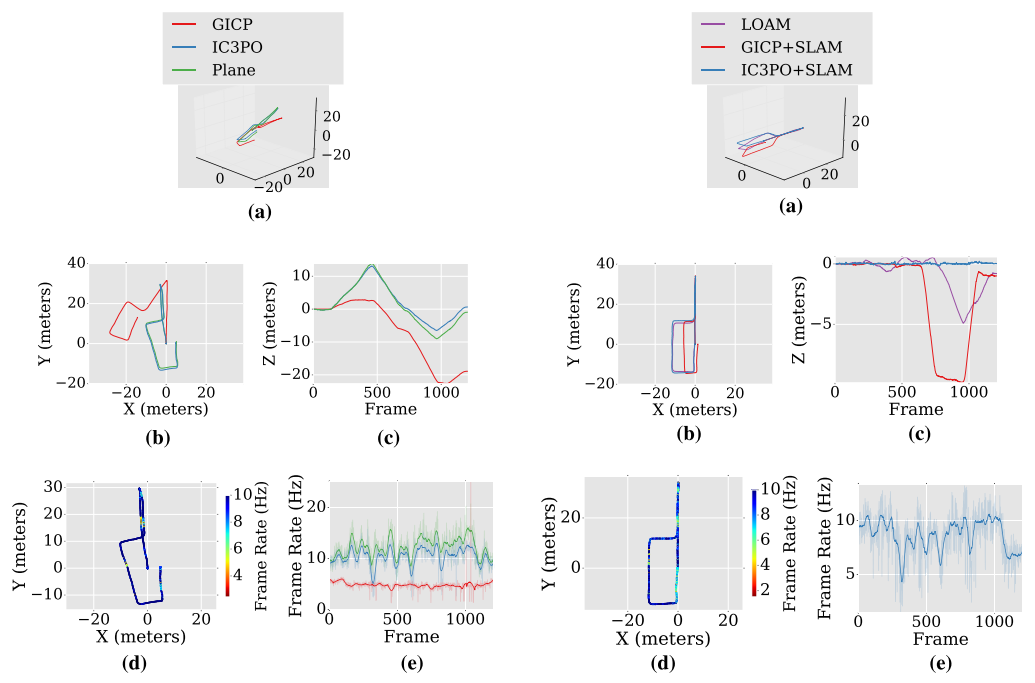 GICP
IC3PO
Plane
LOAM
GICP+SLAM
IC3PO+SLAM
20
0
−20
0
−20
0
20
(a)
20
0
0
20
(a)
40
20
0
−20
Y (meters)
−20 0 20
X (meters)
(b)
10
0
−10
−20
Z (meters)
0 500 1000
Frame
(c)
40
20
0
−20
Y (meters)
−20 0 20
X (meters)
(b)
0
−5
Z (meters)
0 500 1000
Frame
(c)
30
20
10
0
−10
Y (meters)
−20 0 20
X (meters)
10
8
6
4
Frame Rate (Hz)
(d)
20
10
0
Frame Rate (Hz)
0 500 1000
Frame
(e)
20
0
Y (meters)
−20 0 20
X (meters)
10
8
6
4
2
Frame Rate (Hz)
(d)
10
5
Frame Rate (Hz)
0 500 1000
Frame
(e)